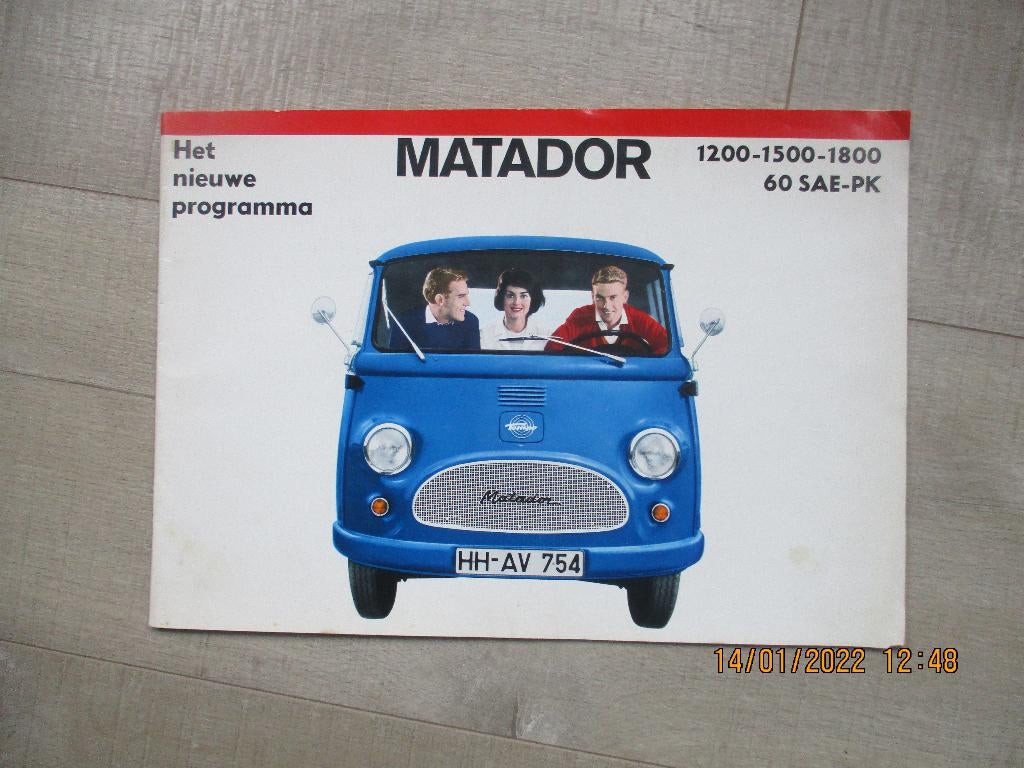 Het
nieuwe
programma
MATADOR
1200-1500-1800
60 SAE-PK
Tempo
Matador
HH-AV 754
14/01/2022 12:48